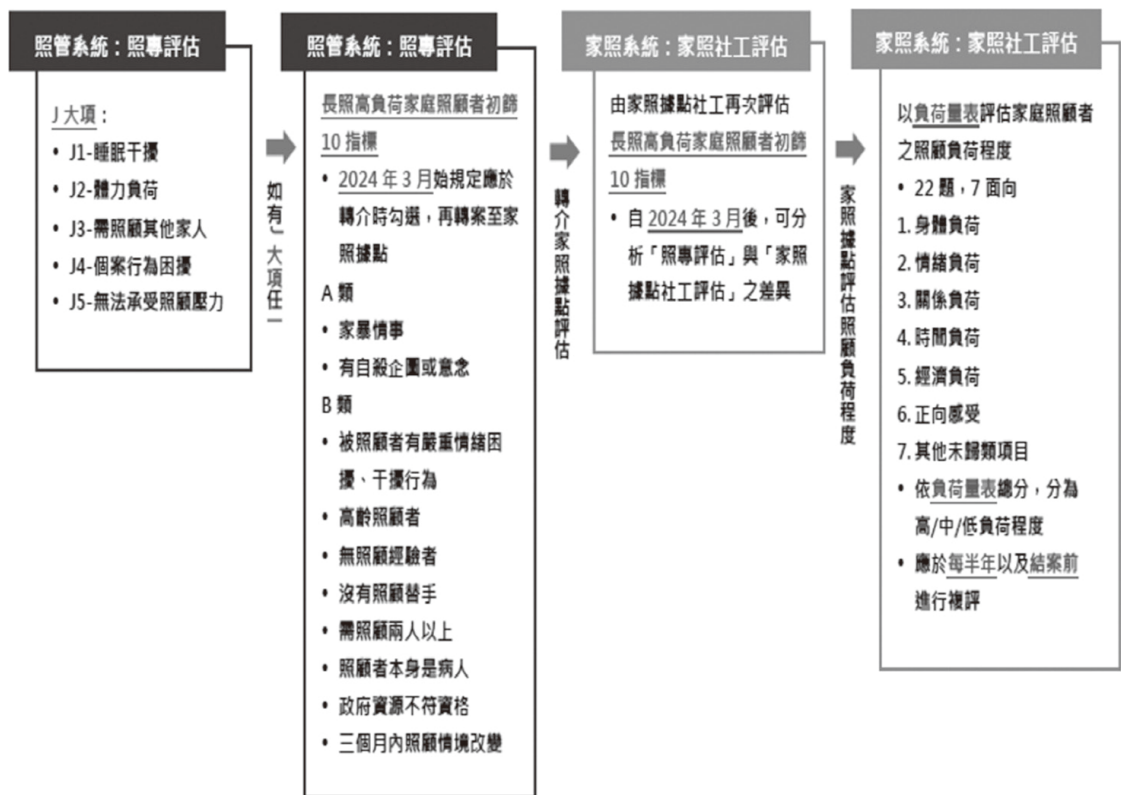 照管系統：照專評估
J大項：
• J1-睡眠干擾
• J2-體力負荷
• J3-需照顧其他家人
• J4-個案行為困擾
• J5-無法承受照顧壓力
如有J大項任一
照管系統：照專評估
長照高負荷家庭照顧者初篩
10指標
• 2024年3月始規定應於
轉介時勾選，再轉案至家
照據點
A類
• 家暴情事
• 有自殺企圖或意念
B類
• 被照顧者有嚴重情緒困
擾、干擾行為
• 高齡照顧者
• 無照顧經驗者
• 沒有照顧替手
• 需照顧兩人以上
• 照顧者本身是病人
• 政府資源不符資格
• 三個月內照顧情境改變
轉介家照據點評估
家照系統：家照社工評估
由家照據點社工再次評估
長照高負荷家庭照顧者初篩
10指標
• 自2024年3月後，可分
析「照專評估」與「家照
據點社工評估」之差異
家照據點評估照顧負荷程度
家照系統：家照社工評估
以負荷量表評估家庭照顧者
之照顧負荷程度
• 22題，7面向
1. 身體負荷
2. 情緒負荷
3. 關係負荷
4. 時間負荷
5. 經濟負荷
6. 正向感受
7. 其他未歸類項目
• 依負荷量表總分，分為
高/中/低負荷程度
• 應於每半年以及結案前
進行複評